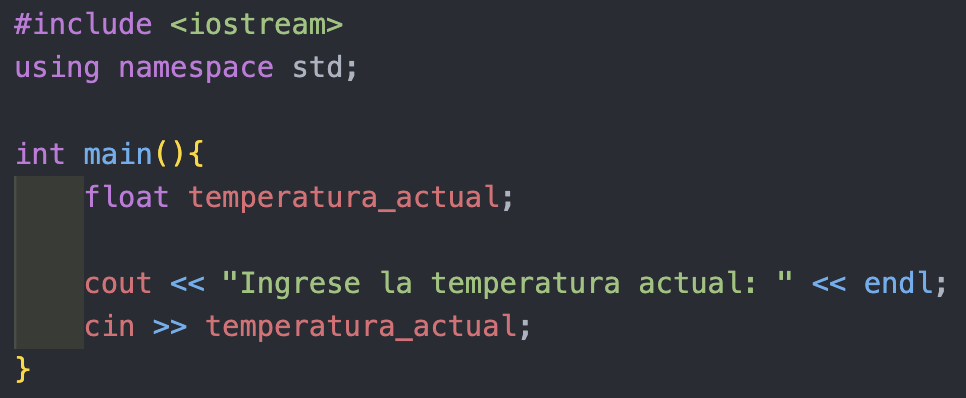 #include <iostream>
using namespace std;
int main(){
    float temperatura_actual;
    cout << "Ingrese la temperatura actual: " << endl;
    cin >> temperatura_actual;
}